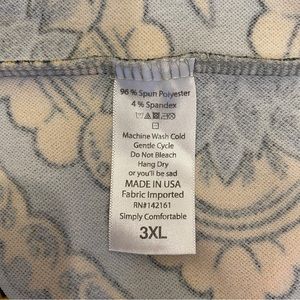 96 % Spun Polyester
4 % Spandex
Machine Wash Cold
Gentle Cycle
Do Not Bleach
Hang Dry
or you'll be sad
MADE IN USA
Fabric Imported
RN#142161
Simply Comfortable
3XL